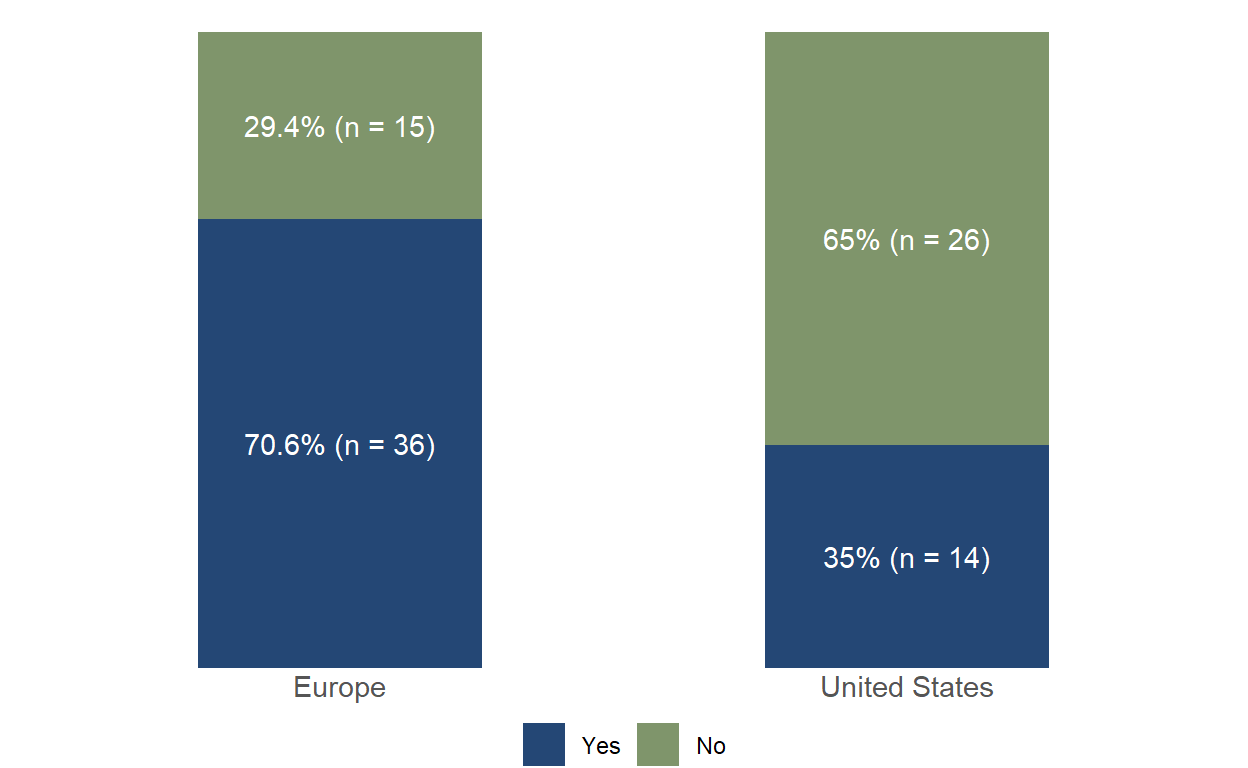 29.4% (n = 15)
65% (n = 26)
70.6% (n = 36)
35% (n = 14)
Europe
United States
Yes
No